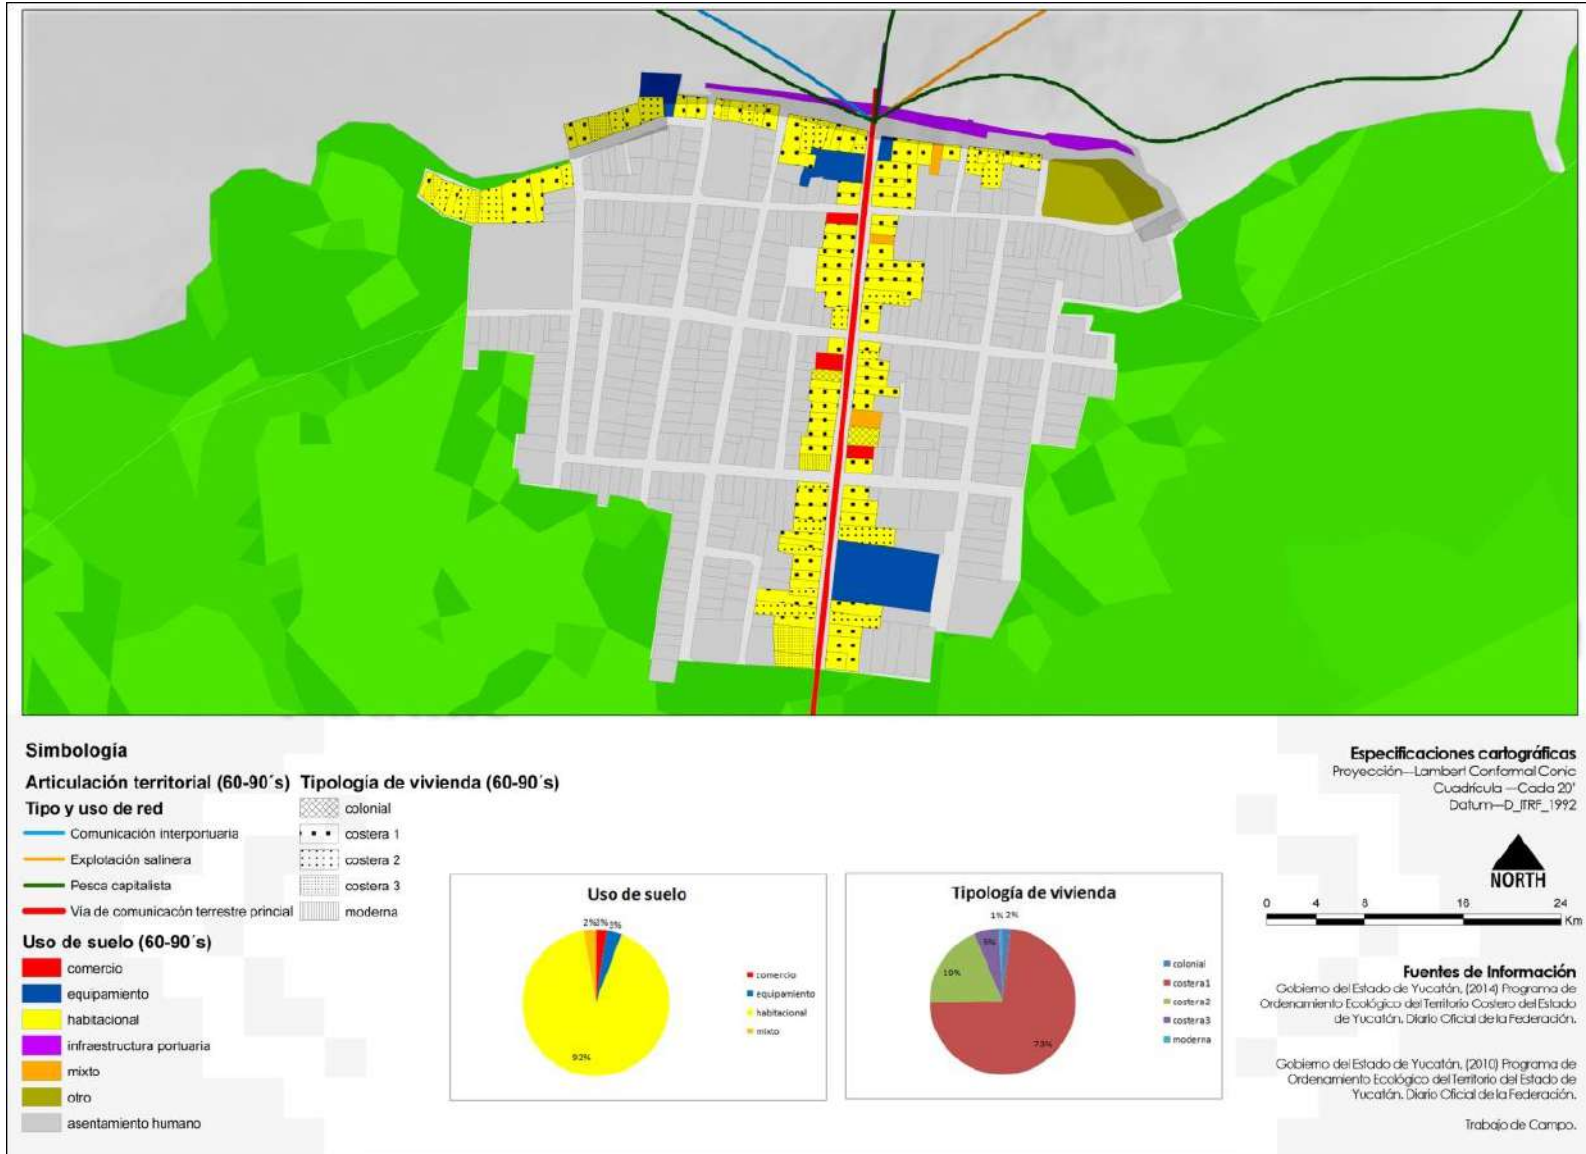 Simbología
Articulación territorial (60-90´s)
Tipo y uso de red
Comunicación interportuaria
Explotación salinera
Pesca capitalista
Vía de comunicacón terrestre princial
Uso de suelo (60-90´s)
comercio
equipamiento
habitacional
infraestructura portuaria
mixto
otro
asentamiento humano
Tipología de vivienda (60-90´s)
colonial
costera 1
costera 2
costera 3
moderna
Uso de suelo
2% 3% 3%
92%
comercio
equipamiento
habitacional
mixto
Tipología de vivienda
1% 2%
5%
19%
73%
colonial
costera1
costera2
costera3
moderna
Especificaciones cartográficas
Proyección—Lambert Conformal Conic
Cuadrícula —Cada 20'
Datum—D_ITRF_1992
NORTH
0 4 8 16 24
Km
Fuentes de Información
Gobierno del Estado de Yucatán, (2014) Programa de
Ordenamiento Ecológico del Territorio Costero del Estado
de Yucatán. Diario Oficial de la Federación.
Gobierno del Estado de Yucatán, (2010) Programa de
Ordenamiento Ecológico del Territorio del Estado de
Yucatán. Diario Oficial de la Federación.
Trabajo de Campo.